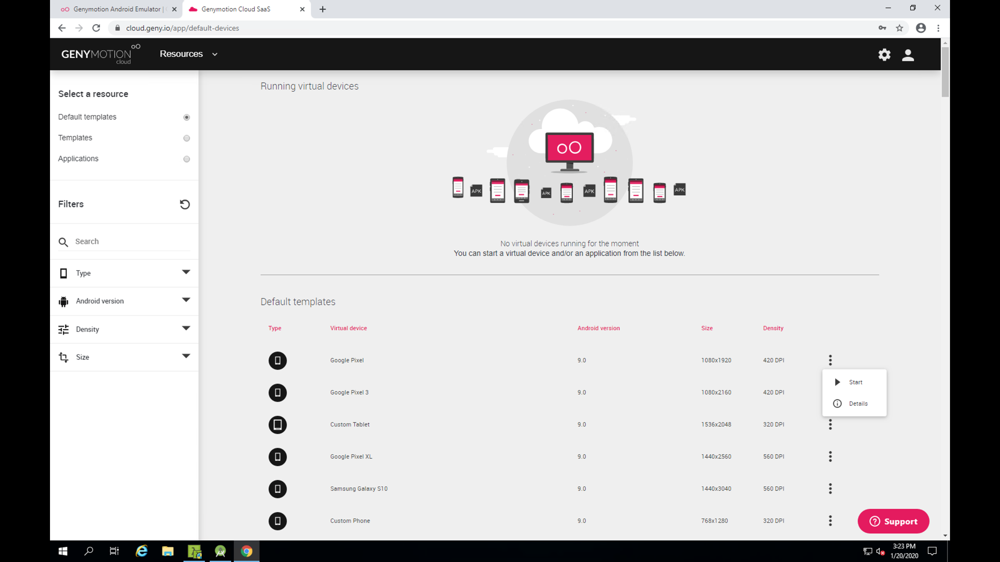 Genymotion Android Emulator |
Genymotion Cloud SaaS
cloud.geny.io/app/default-devices
GENYMOTION
cloud
Resources
Select a resource
Default templates
Templates
Applications
Filters
Search
Type
Android version
Density
Size
Running virtual devices
oO
APK
APK
APK
APK
No virtual devices running for the moment
You can start a virtual device and/or an application from the list below.
Default templates
Type Virtual device Android version Size Density
Google Pixel 9.0 1080x1920 420 DPI
Start
Details
Google Pixel 3 9.0 1080x2160 420 DPI
Custom Tablet 9.0 1536x2048 320 DPI
Google Pixel XL 9.0 1440x2560 560 DPI
Samsung Galaxy S10 9.0 1440x3040 560 DPI
Custom Phone 9.0 768x1280 320 DPI
Support
3:23 PM
1/20/2020